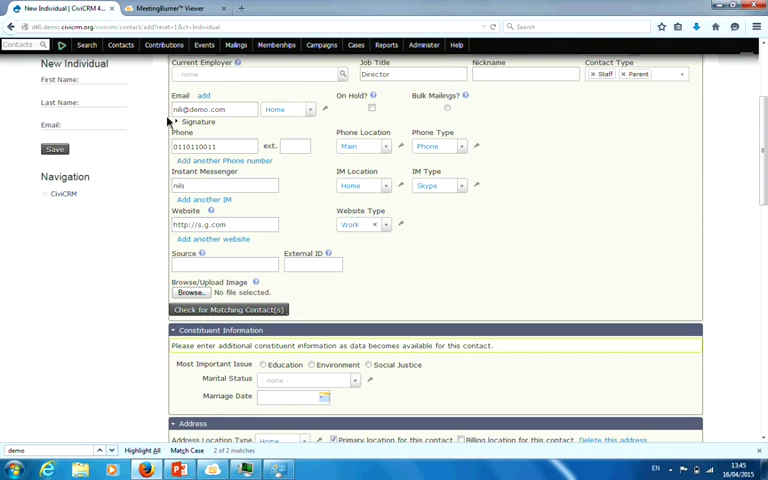 New Individual | CiviCRM 4...
MeetingBurner™ Viewer
d46.demo.civicrm.org/civicrm/contact/add?reset=1&ct=Individual
Search
Contacts
Search Contacts Contributions Events Mailings Memberships Campaigns Cases Reports Administer Help
New Individual
First Name:
Last Name:
Email:
Save
Navigation
CiviCRM
Current Employer Job Title Nickname Contact Type
- none - Director Staff Parent
Email add On Hold? Bulk Mailings?
nili@demo.com Home
Signature
Phone Phone Location Phone Type
0110110011 ext. Main Phone
Add another Phone number
Instant Messenger IM Location IM Type
nils Home Skype
Add another IM
Website Website Type
http://s.g.com Work
Add another website
Source External ID
Browse/Upload Image
Browse.. No file selected.
Check for Matching Contact(s)
Constituent Information
Please enter additional constituent information as data becomes available for this contact.
Most Important Issue Education Environment Social Justice
Marital Status - none -
Marriage Date
Address
Address Location Type Home Primary location for this contact Billing location for this contact Delete this address
demo Highlight All Match Case 2 of 2 matches
EN 13:45
16/04/2015